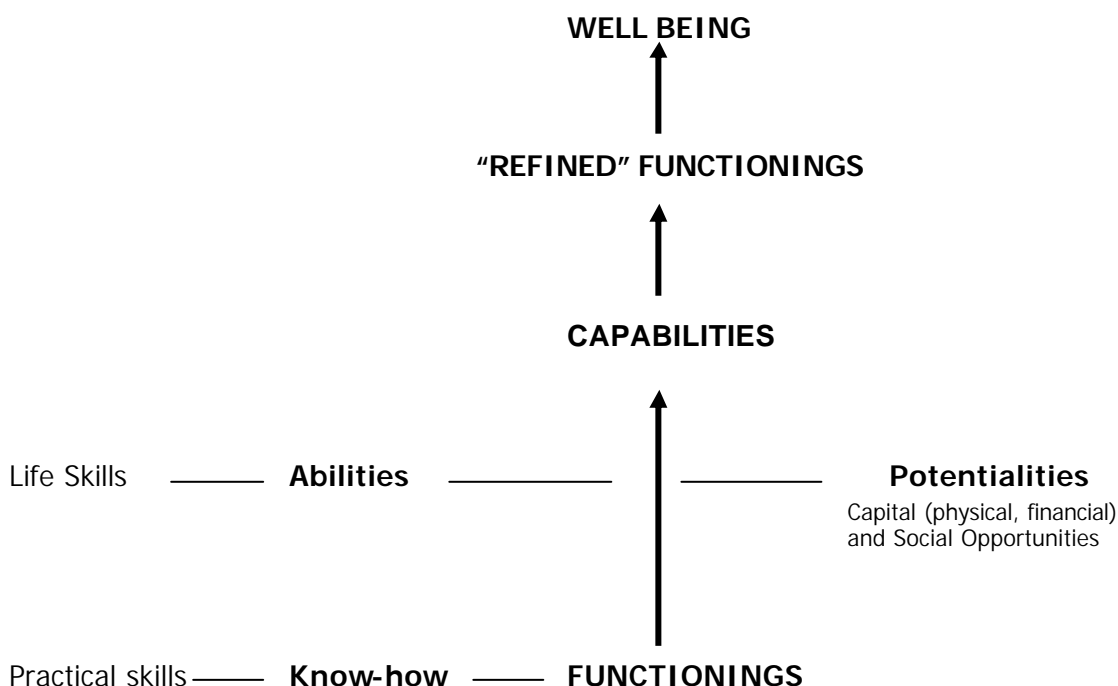 WELL BEING
“REFINED” FUNCTIONINGS
CAPABILITIES
Life Skills Abilities Potentialities
Capital (physical, financial)
and Social Opportunities
Practical skills Know-how FUNCTIONINGS